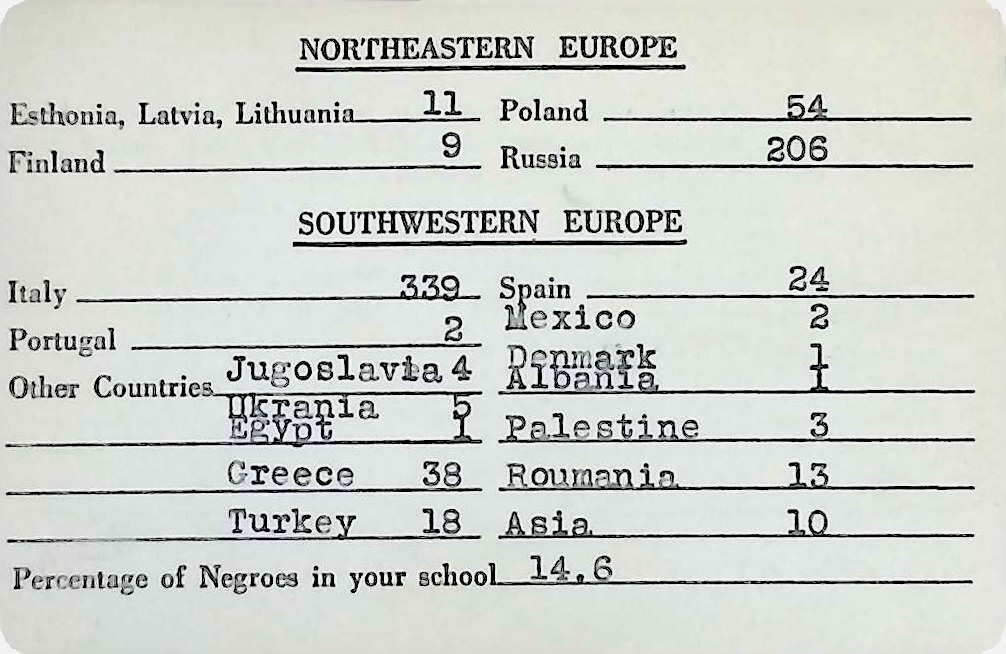 NORTHEASTERN EUROPE
Esthonia, Latvia, Lithuania 11 Poland 54
Finland 9 Russia 206
SOUTHWESTERN EUROPE
Italy 339 Spain 24
Portugal 2 Mexico 2
Other Countries Jugoslavia 4 Denmark 1
Albania 1
Ukrania 5
Egypt 1 Palestine 3
Greece 38 Roumania 13
Turkey 18 Asia 10
Percentage of Negroes in your school 14.6